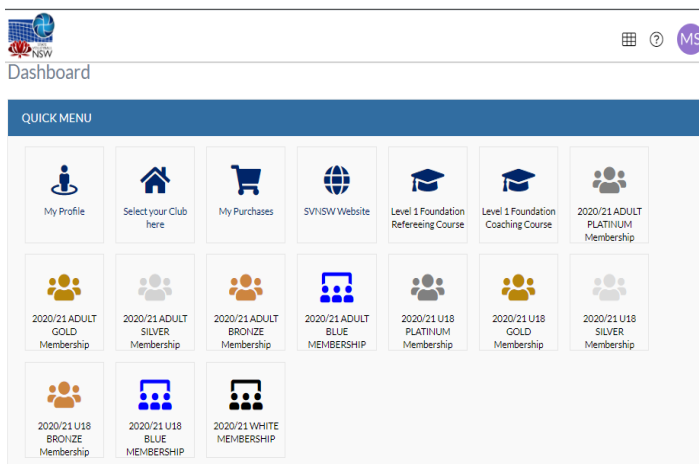 NSW
MS
Dashboard
QUICK MENU
My Profile
Select your Club
here
My Purchases
SVNSW Website
Level 1 Foundation
Refereeing Course
Level 1 Foundation
Coaching Course
2020/21 ADULT
PLATINUM
Membership
2020/21 ADULT
GOLD
Membership
2020/21 ADULT
SILVER
Membership
2020/21 ADULT
BRONZE
Membership
2020/21 ADULT
BLUE
MEMBERSHIP
2020/21 U18
PLATINUM
Membership
2020/21 U18
GOLD
Membership
2020/21 U18
SILVER
Membership
2020/21 U18
BRONZE
Membership
2020/21 U18
BLUE
MEMBERSHIP
2020/21 WHITE
MEMBERSHIP